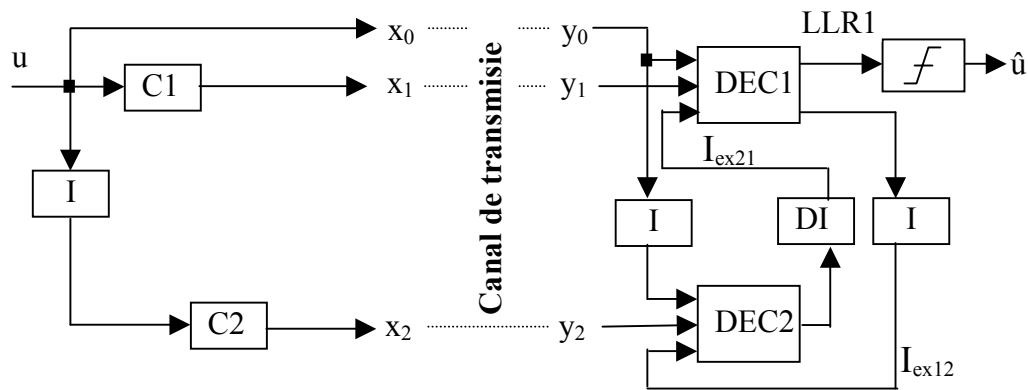 u
x0
y0
LLR1
C1
x1
y1
DEC1
û
Iex21
I
Canal de transmisie
I
DI
I
C2
x2
y2
DEC2
Iex12